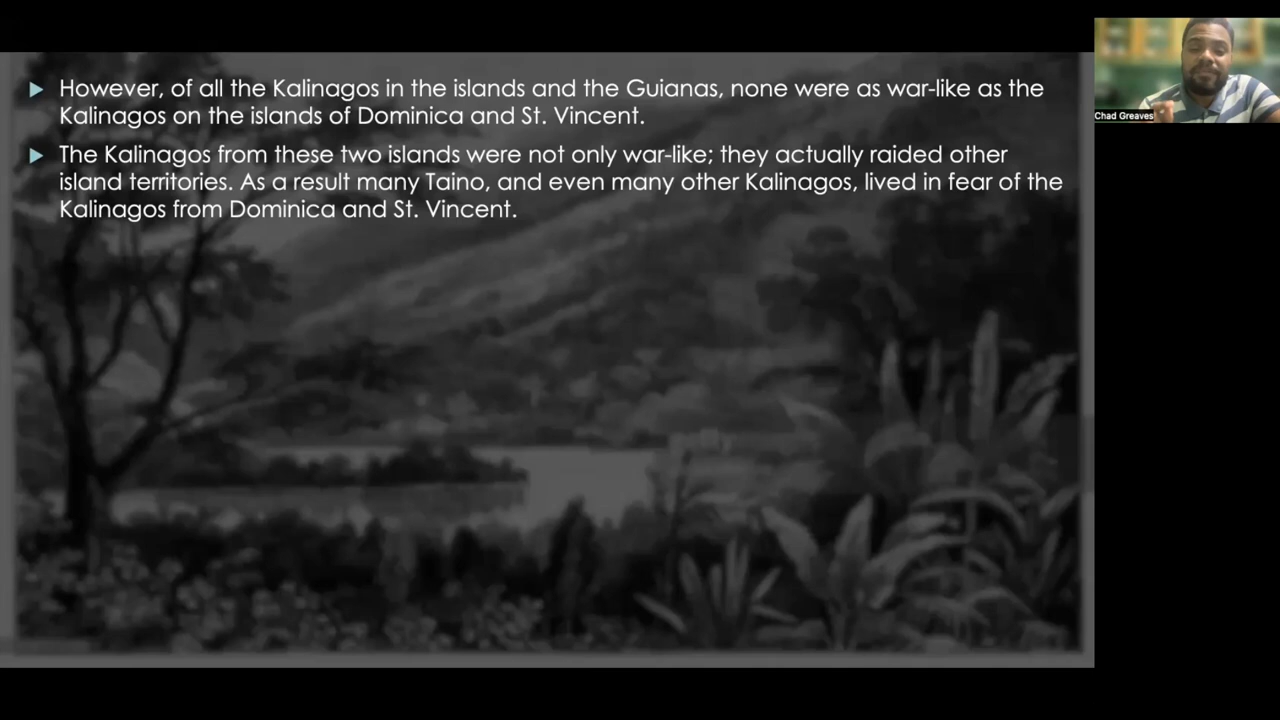 However, of all the Kalinagos in the islands and the Guianas, none were as war-like as the
Kalinagos on the islands of Dominica and St. Vincent.
The Kalinagos from these two islands were not only war-like; they actually raided other
island territories. As a result many Taino, and even many other Kalinagos, lived in fear of the
Kalinagos from Dominica and St. Vincent.
Chad Greaves